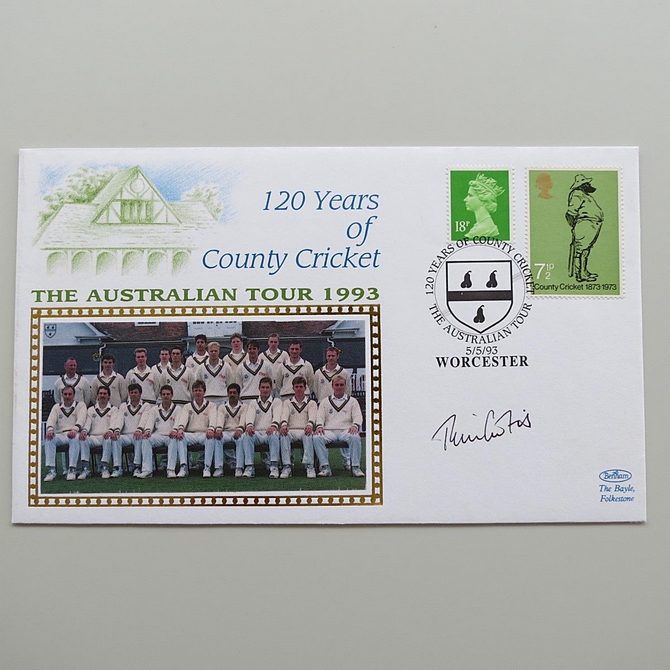 120 Years
of
County Cricket
THE AUSTRALIAN TOUR 1993
18P
7½P
County Cricket 1873 1973
120 YEARS OF COUNTY CRICKET
THE AUSTRALIAN TOUR
5/5/93
WORCESTER
Benham
The Bayle,
Folkestone